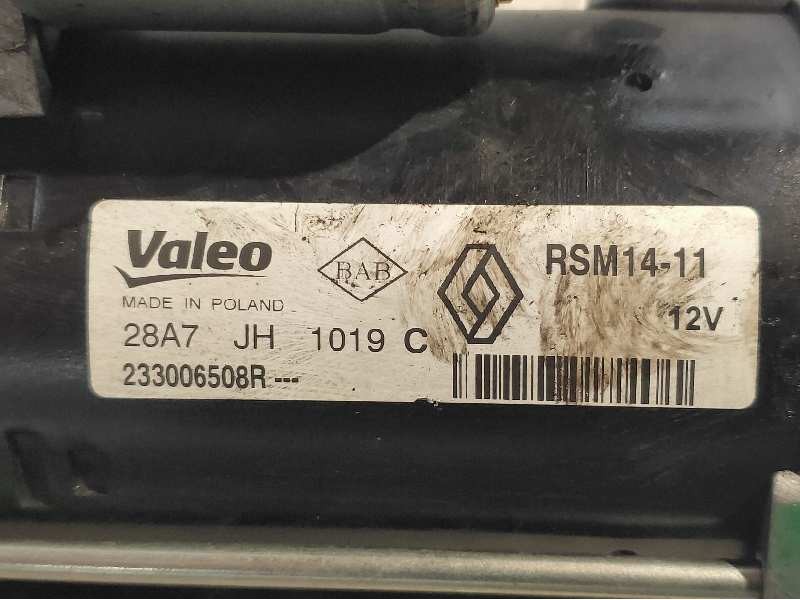 Valeo
BAB
RSM14-11
MADE IN POLAND
12V
28A7 JH 1019 C
233006508R ---